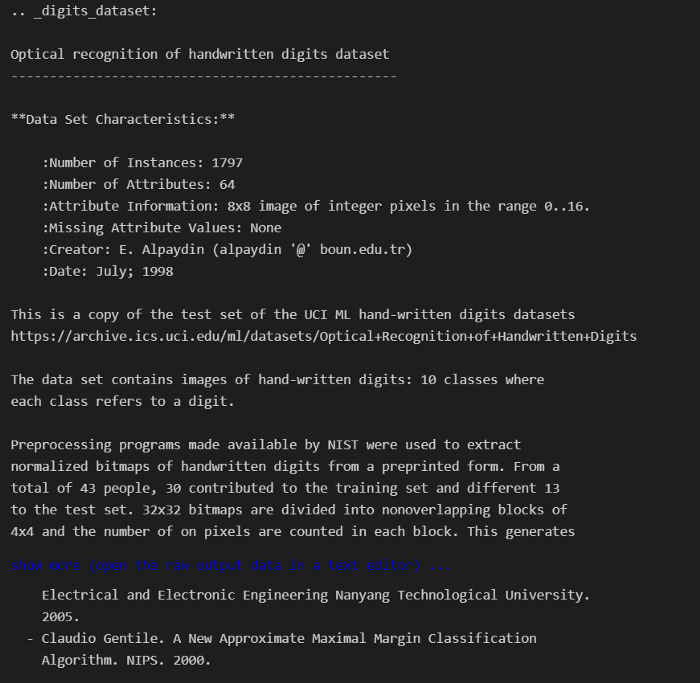 .. _digits_dataset:
Optical recognition of handwritten digits dataset
--------------------------------------------------
**Data Set Characteristics:**
:Number of Instances: 1797
:Number of Attributes: 64
:Attribute Information: 8x8 image of integer pixels in the range 0..16.
:Missing Attribute Values: None
:Creator: E. Alpaydin (alpaydin '@' boun.edu.tr)
:Date: July; 1998
This is a copy of the test set of the UCI ML hand-written digits datasets
https://archive.ics.uci.edu/ml/datasets/Optical+Recognition+of+Handwritten+Digits
The data set contains images of hand-written digits: 10 classes where
each class refers to a digit.
Preprocessing programs made available by NIST were used to extract
normalized bitmaps of handwritten digits from a preprinted form. From a
total of 43 people, 30 contributed to the training set and different 13
to the test set. 32x32 bitmaps are divided into nonoverlapping blocks of
4x4 and the number of on pixels are counted in each block. This generates
show more (open the raw output data in a text editor) ...
Electrical and Electronic Engineering Nanyang Technological University.
2005.
- Claudio Gentile. A New Approximate Maximal Margin Classification
Algorithm. NIPS. 2000.